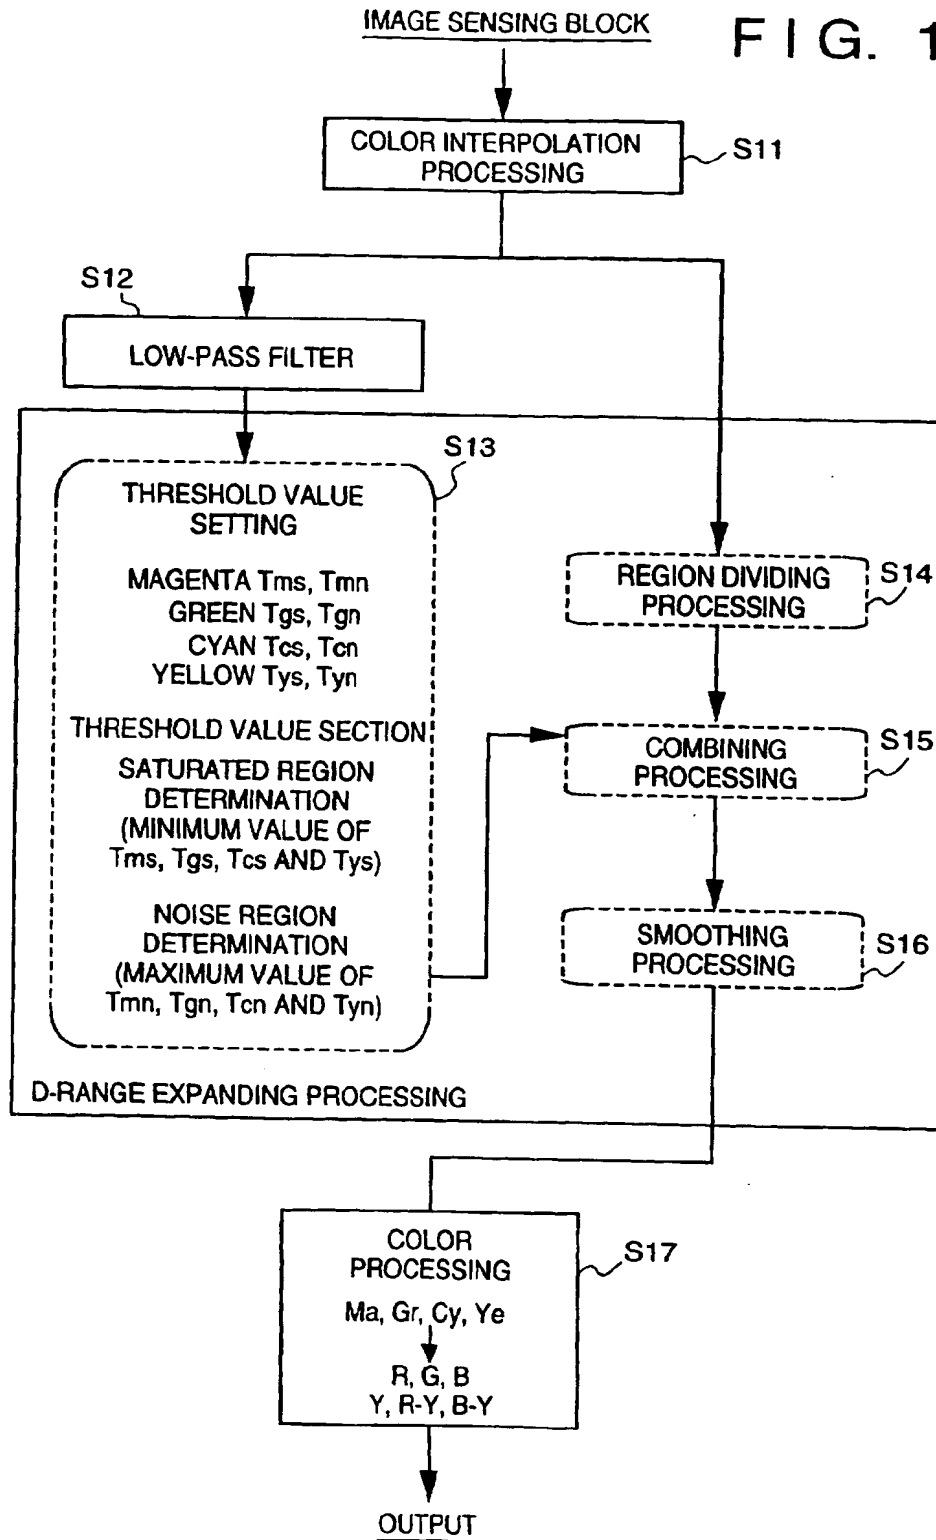 IMAGE SENSING BLOCK
FIG. 1
COLOR INTERPOLATION
PROCESSING
S11
S12
LOW-PASS FILTER
S13
THRESHOLD VALUE
SETTING
MAGENTA Tms, Tmn
GREEN Tgs, Tgn
CYAN Tcs, Tcn
YELLOW Tys, Tyn
THRESHOLD VALUE SECTION
SATURATED REGION
DETERMINATION
(MINIMUM VALUE OF
Tms, Tgs, Tcs AND Tys)
NOISE REGION
DETERMINATION
(MAXIMUM VALUE OF
Tmn, Tgn, Tcn AND Tyn)
REGION DIVIDING
PROCESSING
S14
COMBINING
PROCESSING
S15
SMOOTHING
PROCESSING
S16
D-RANGE EXPANDING PROCESSING
COLOR
PROCESSING
Ma, Gr, Cy, Ye
R, G, B
Y, R-Y, B-Y
S17
OUTPUT